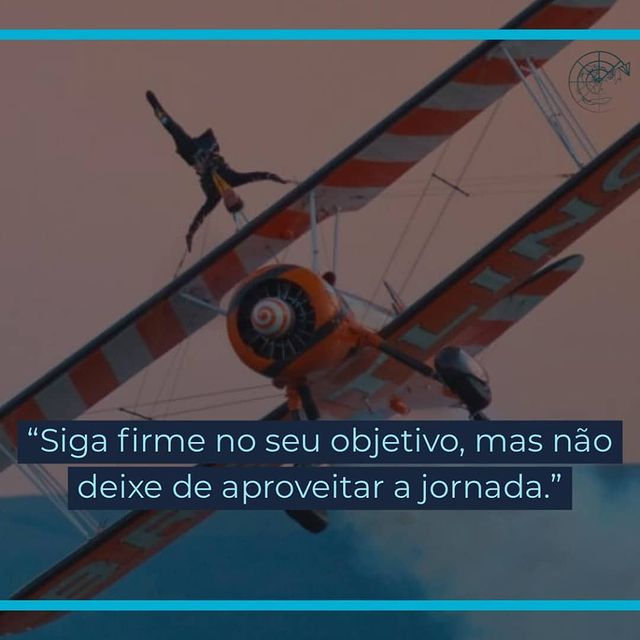 “Siga firme no seu objetivo, mas não
deixe de aproveitar a jornada.”